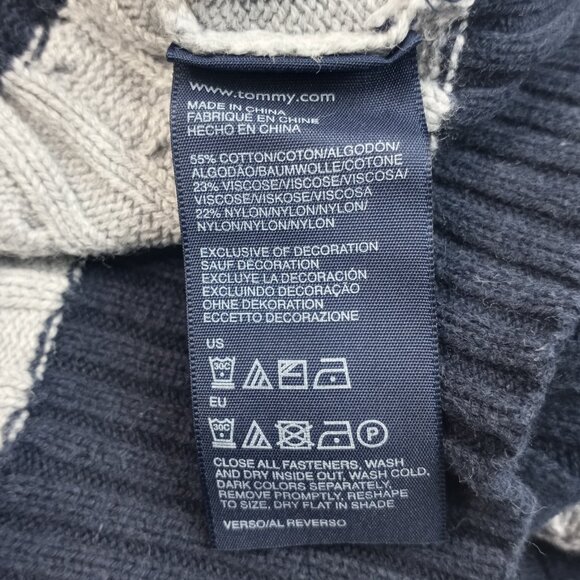 www.tommy.com
MADE IN CHINA
FABRIQUE EN CHINE
HECHO EN CHINA
55% COTTON/COTON/ALGODÓN/
ALGODÃO/BAUMWOLLE/COTONE
23% VISCOSE/VISCOSE/VISCOSA/
VISCOSE/VISKOSE/VISCOSA
22% NYLON/NYLON/NYLON/
NYLON/NYLON/NYLON
EXCLUSIVE OF DECORATION
SAUF DÉCORATION
EXCLUYE LA DECORACIÓN
EXCLUINDO DECORAÇÃO
OHNE DEKORATION
ECCETTO DECORAZIONE
US
30C
EU
30C P
CLOSE ALL FASTENERS, WASH
AND DRY INSIDE OUT, WASH COLD.
DARK COLORS SEPARATELY.
REMOVE PROMPTLY, RESHAPE
TO SIZE, DRY FLAT IN SHADE
VERSO/AL REVERSO